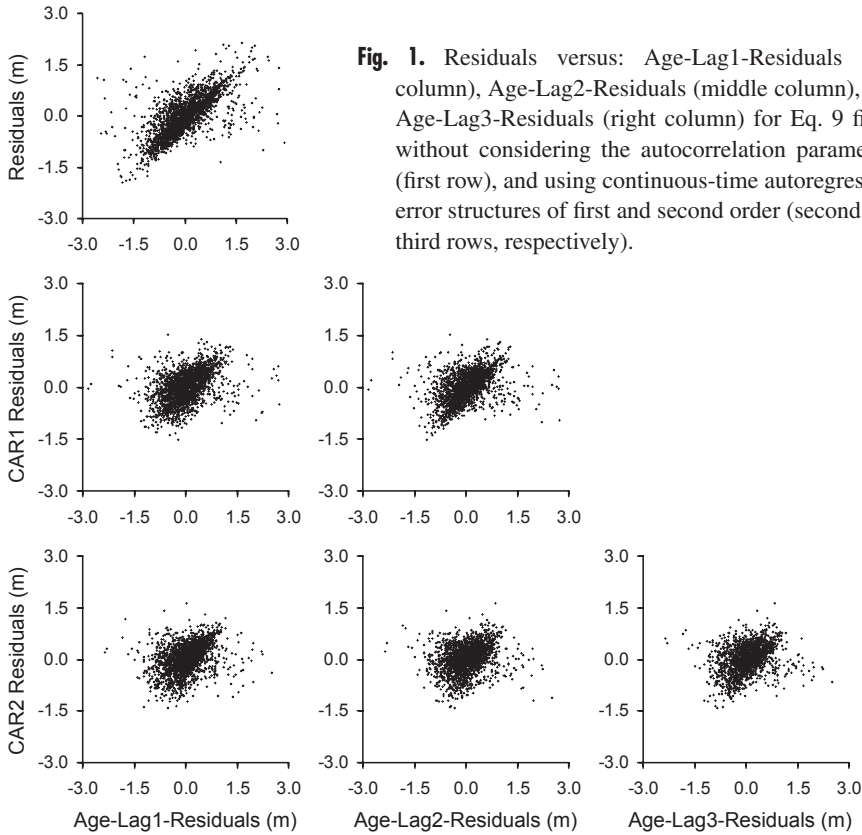 3.0
1.5
0.0
-1.5
-3.0
Residuals (m)
-3.0 -1.5 0.0 1.5 3.0
Fig. 1. Residuals versus: Age-Lag1-Residuals
column), Age-Lag2-Residuals (middle column),
Age-Lag3-Residuals (right column) for Eq. 9
without considering the autocorrelation
(first row), and using continuous-time
error structures of first and second order (second
third rows, respectively).
3.0
1.5
0.0
-1.5
-3.0
CAR1 Residuals (m)
-3.0 -1.5 0.0 1.5 3.0
-3.0 -1.5 0.0 1.5 3.0
3.0
1.5
0.0
-1.5
-3.0
3.0
1.5
0.0
-1.5
-3.0
CAR2 Residuals (m)
-3.0 -1.5 0.0 1.5 3.0
Age-Lag1-Residuals (m)
3.0
1.5
0.0
-1.5
-3.0
-3.0 -1.5 0.0 1.5 3.0
Age-Lag2-Residuals (m)
3.0
1.5
0.0
-1.5
-3.0
-3.0 -1.5 0.0 1.5 3.0
Age-Lag3-Residuals (m)